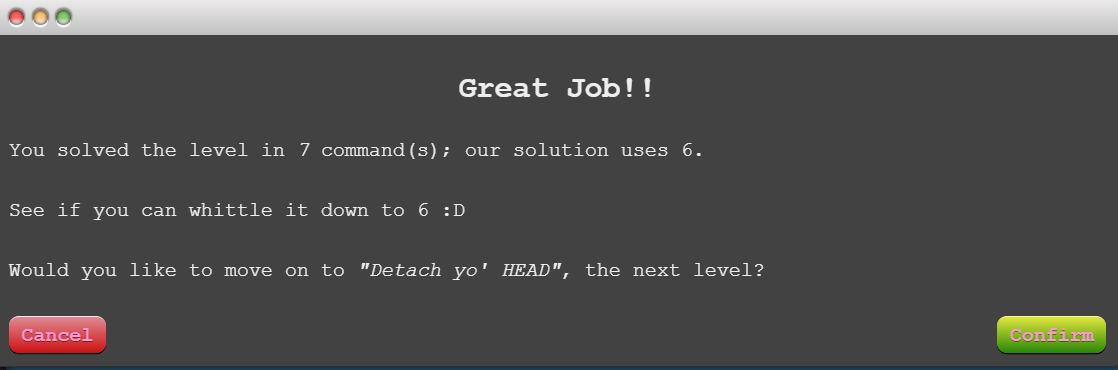 Great Job!!
You solved the level in 7 command(s); our solution uses 6.
See if you can whittle it down to 6 :D
Would you like to move on to "Detach yo' HEAD", the next level?
Cancel
Confirm